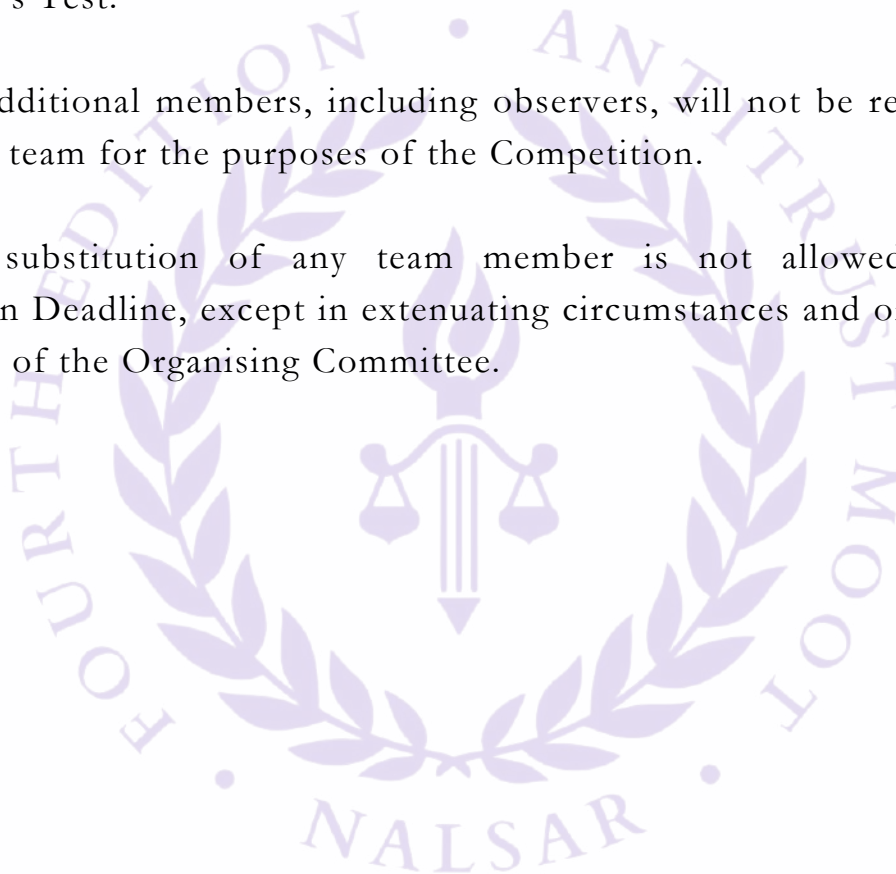 's Test.
dditional members, including observers, will not be re
team for the purposes of the Competition.
substitution of any team member is not allowed
n Deadline, except in extenuating circumstances and o
of the Organising Committee.
FOURTH EDITION • ANTITRUST MOOT • NALSAR •